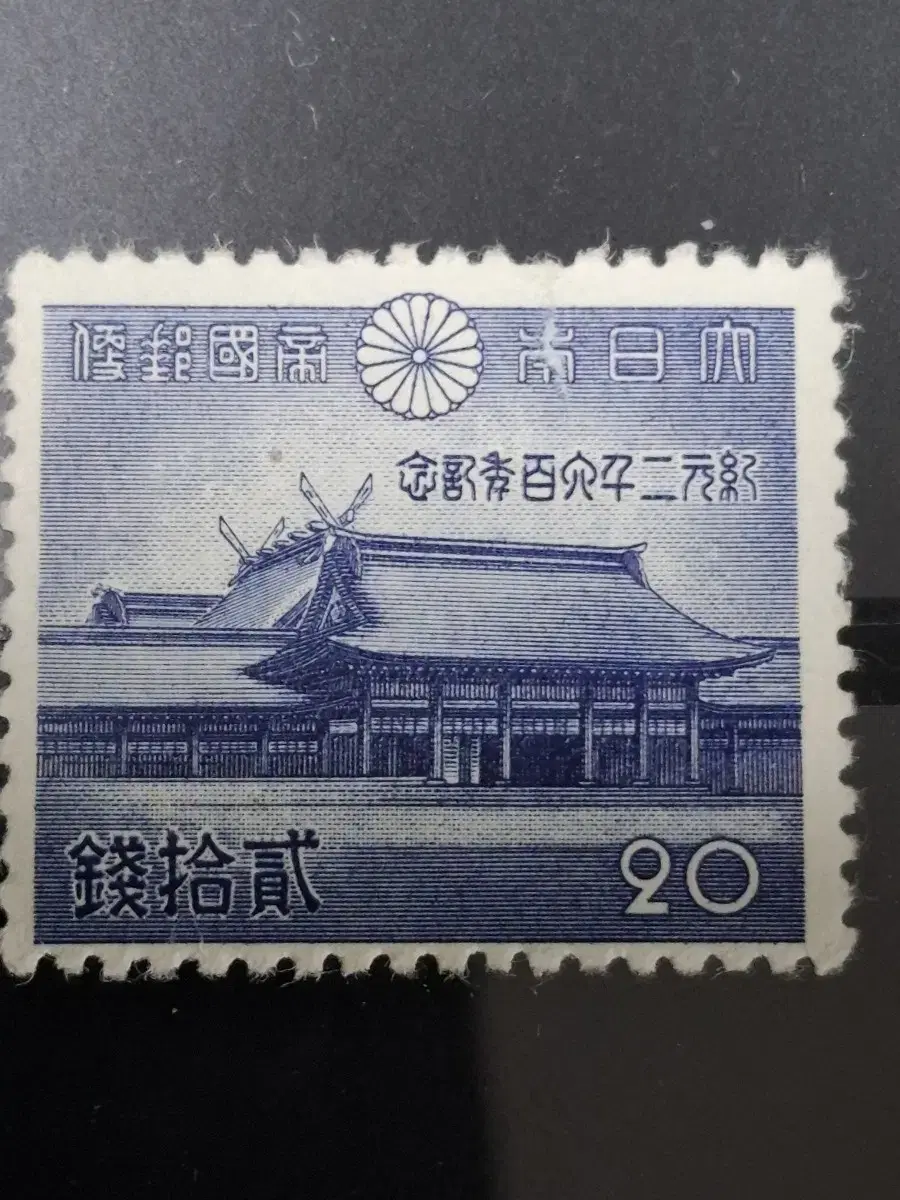 大日本帝國郵便
紀元二千六百年記念
貳拾錢
20